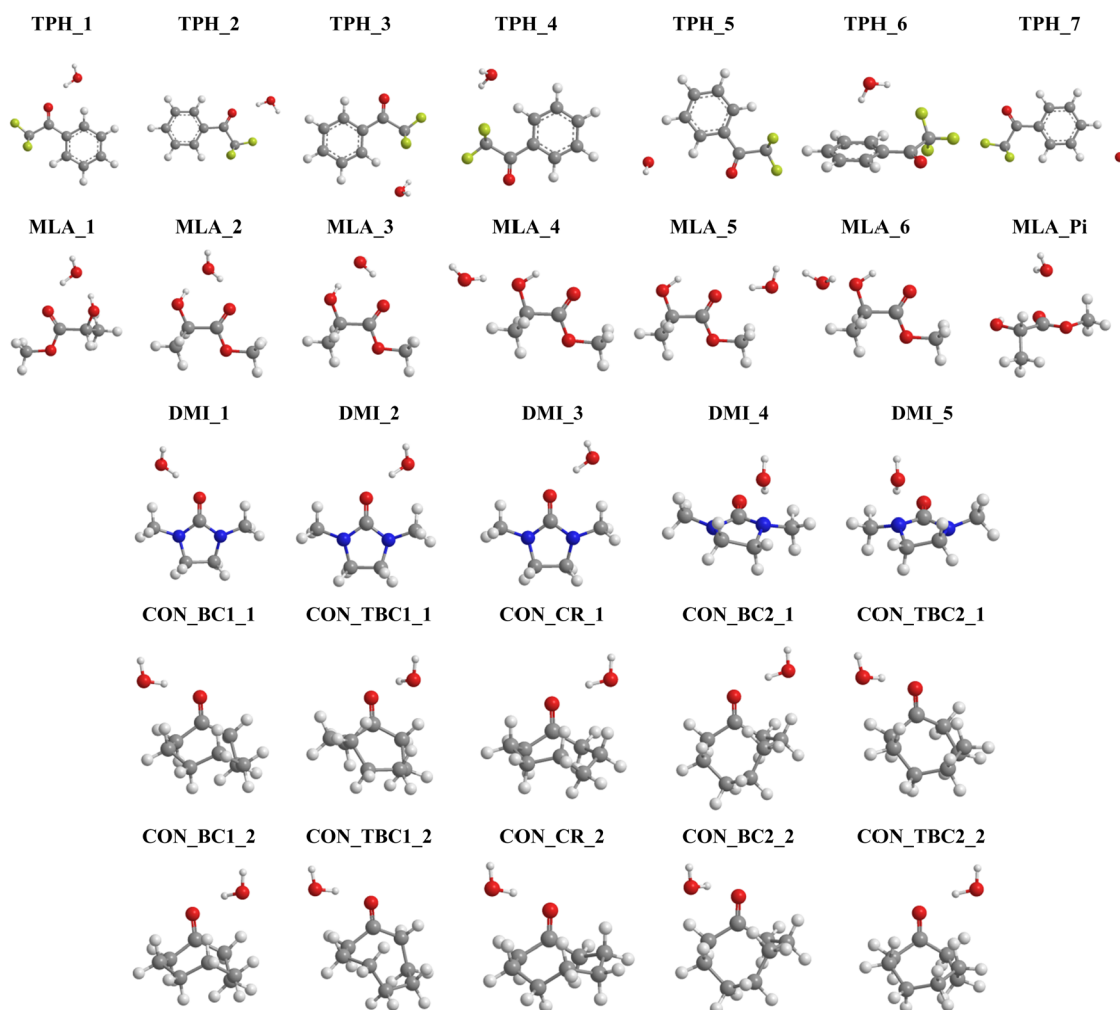 TPH_1 TPH_2 TPH_3 TPH_4 TPH_5 TPH_6 TPH_7
MLA_1 MLA_2 MLA_3 MLA_4 MLA_5 MLA_6 MLA_Pi
DMI_1 DMI_2 DMI_3 DMI_4 DMI_5
CON_BC1_1 CON_TBC1_1 CON_CR_1 CON_BC2_1 CON_TBC2_1
CON_BC1_2 CON_TBC1_2 CON_CR_2 CON_BC2_2 CON_TBC2_2